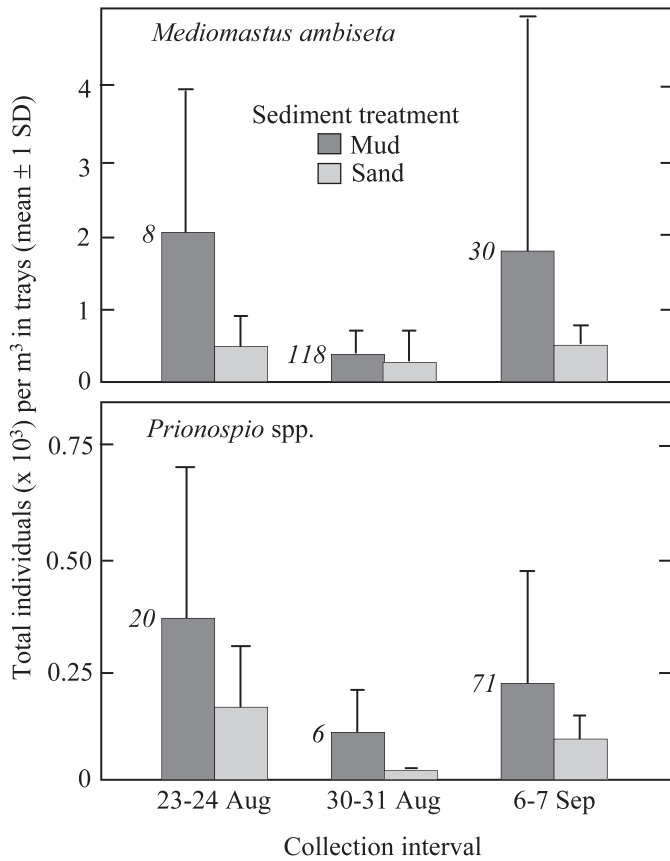 Mediomastus ambiseta
Sediment treatment
Mud
Sand
4
3
2
1
0
8
118
30
Total individuals (x 10³) per m³ in trays (mean ± 1 SD)
Prionospio spp.
0.75
0.50
0.25
0
20
6
71
23-24 Aug 30-31 Aug 6-7 Sep
Collection interval